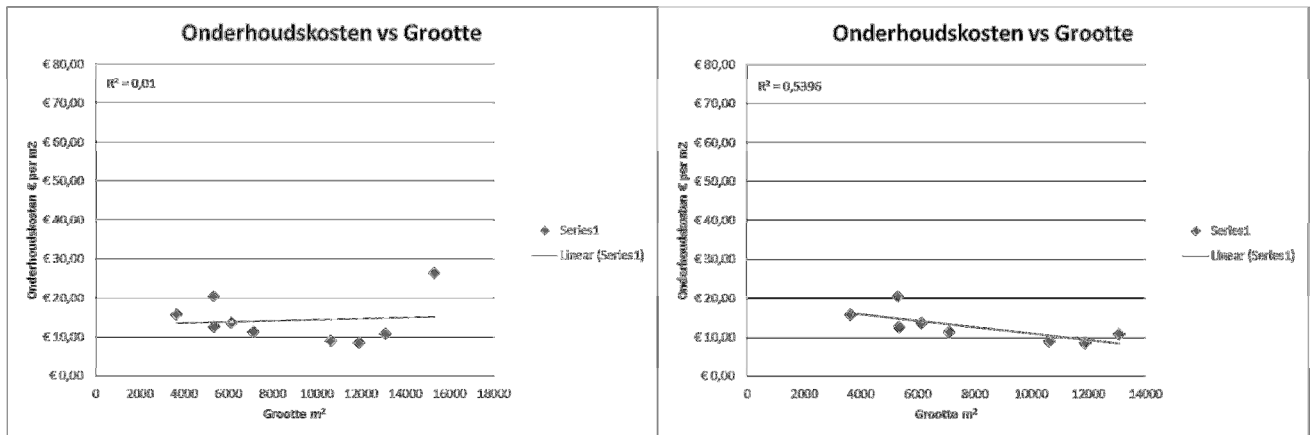 Onderhoudskosten vs Grootte
€ 80,00
R² = 0,01
€ 70,00
€ 60,00
€ 50,00
€ 40,00
€ 30,00
€ 20,00
€ 10,00
€ 0,00
Onderhoudskosten € per m2
0 2000 4000 6000 8000 10000 12000 14000 16000 18000
Grootte m²
Series1
Linear (Series1)
Onderhoudskosten vs Grootte
€ 80,00
R² = 0,5396
€ 70,00
€ 60,00
€ 50,00
€ 40,00
€ 30,00
€ 20,00
€ 10,00
€ 0,00
Onderhoudskosten € per m2
0 2000 4000 6000 8000 10000 12000 14000
Grootte m²
Series1
Linear (Series1)